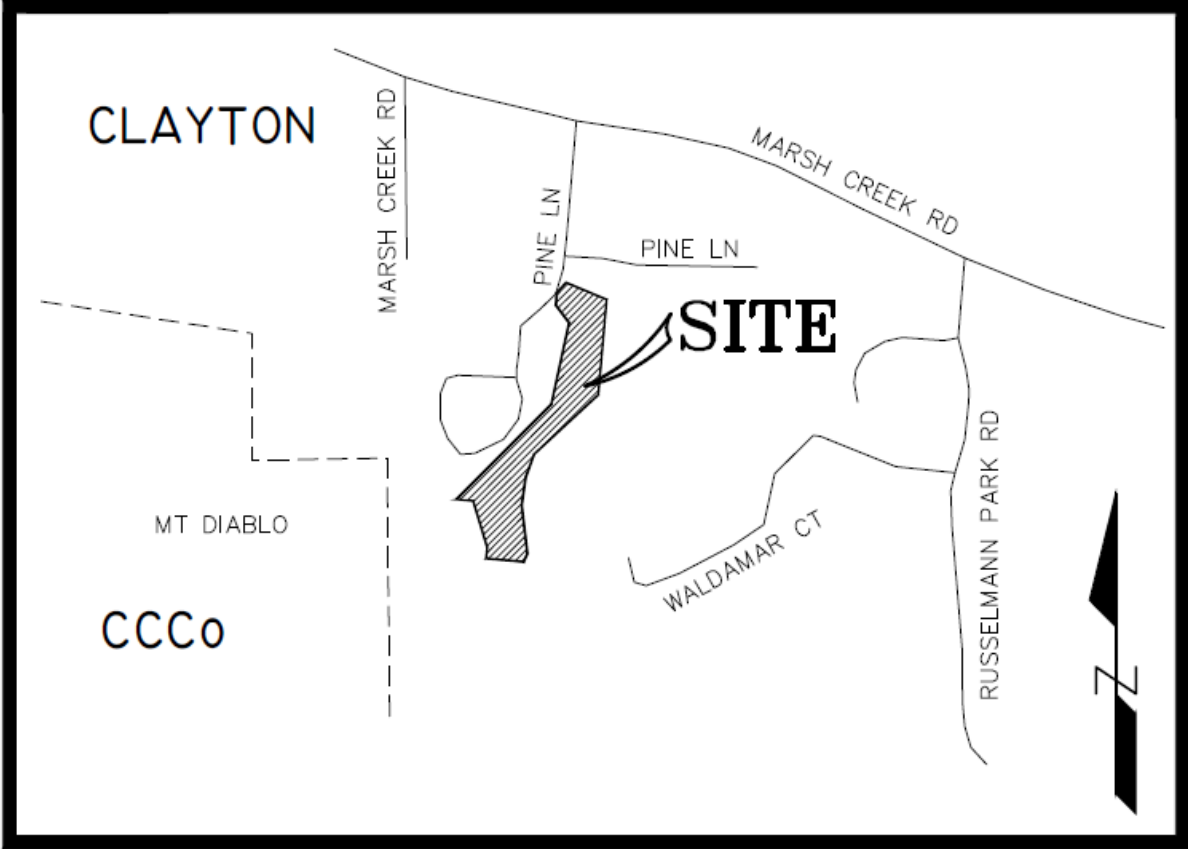 CLAYTON
MARSH CREEK RD
MARSH CREEK RD
PINE LN
PINE LN
SITE
MT DIABLO
WALDAMAR CT
RUSSELMANN PARK RD
CCCo
N